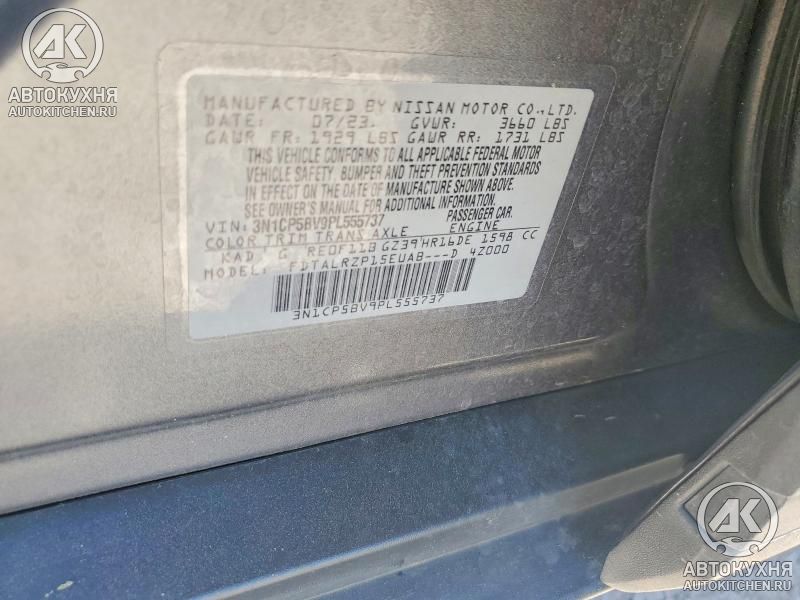 AK
АВТОКУХНЯ
AUTOKITCHEN.RU
MANUFACTURED BY NISSAN MOTOR CO.,LTD.
DATE: 07/23. GVWR: 3660 LBS
GAWR FR: 1929 LBS GAWR RR: 1731 LBS
THIS VEHICLE CONFORMS TO ALL APPLICABLE FEDERAL MOTOR
VEHICLE SAFETY, BUMPER AND THEFT PREVENTION STANDARDS
IN EFFECT ON THE DATE OF MANUFACTURE SHOWN ABOVE.
SEE OWNER'S MANUAL FOR ADDITIONAL INFORMATION.
VIN: 3N1CP5BV9PL555737 PASSENGER CAR.
COLOR TRIM TRANS AXLE ENGINE
KAD G RE0F11B GZ39 HR16DE 1598 CC
MODEL: FDTALRZP15EUAB---D 4Z000
3N1CP5BV9PL555737
AK
АВТОКУХНЯ
AUTOKITCHEN.RU